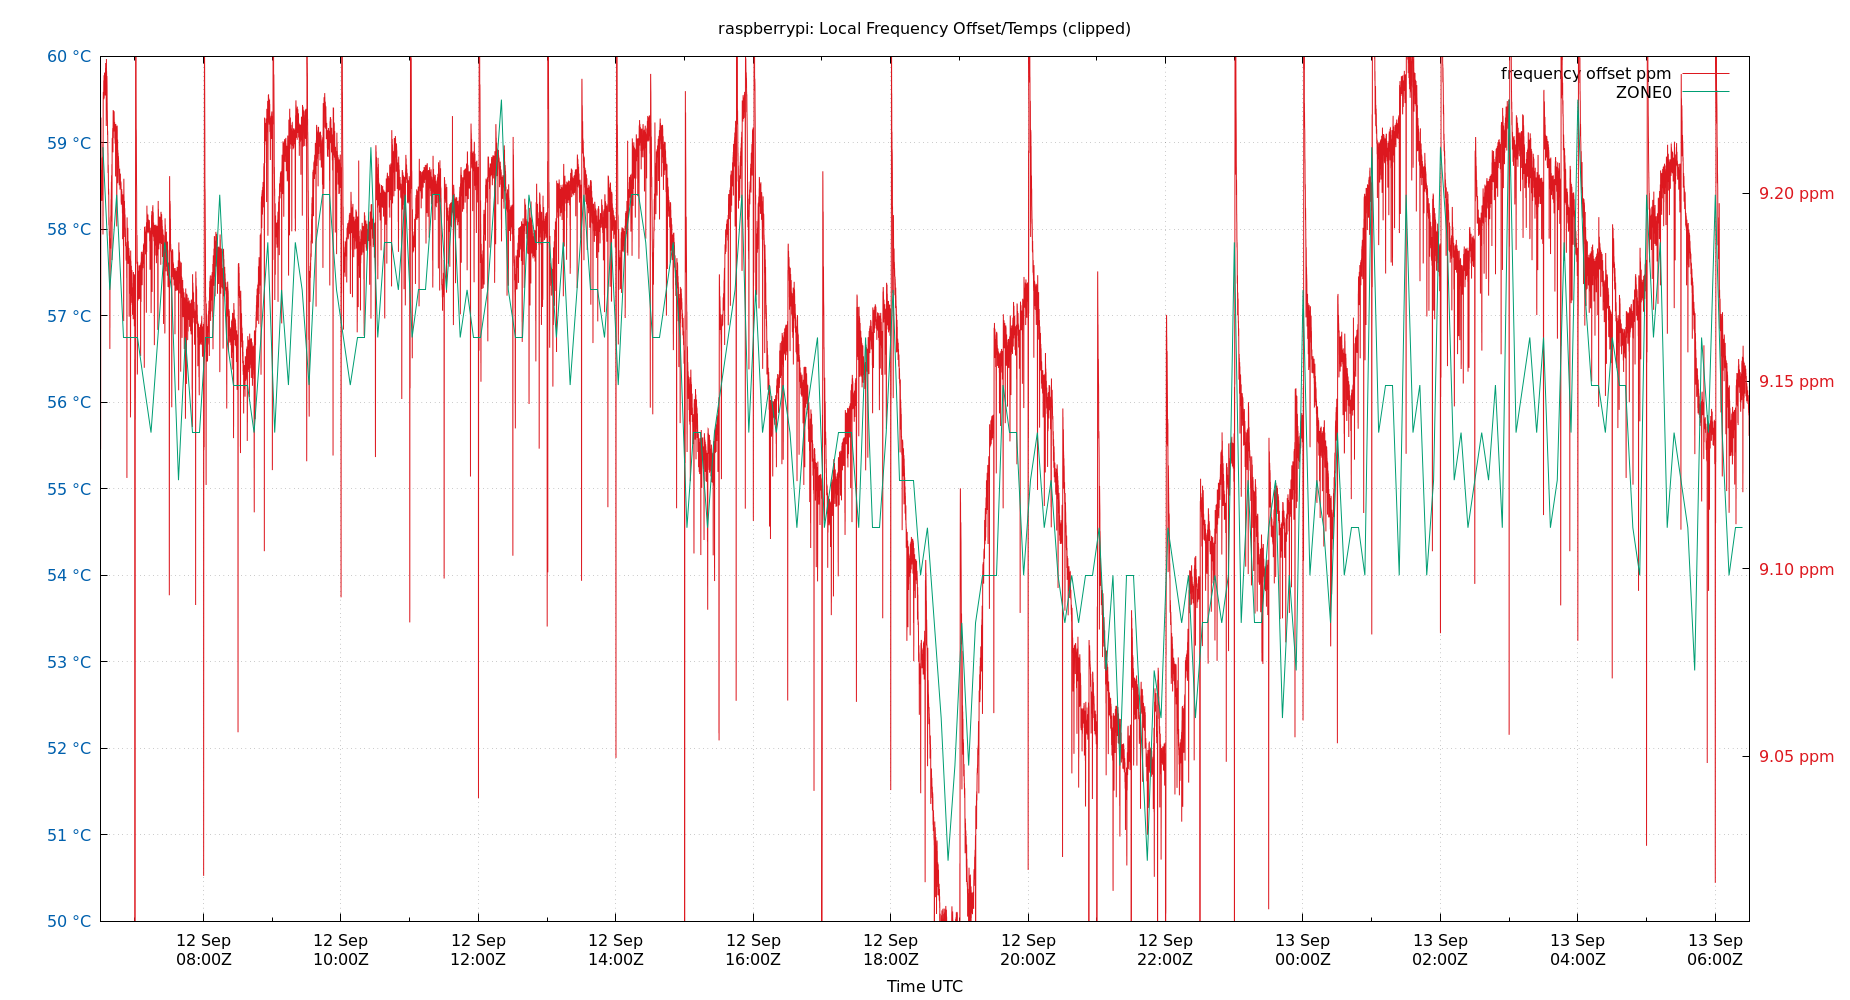 raspberrypi: Local Frequency Offset/Temps (clipped)
60 °C
59 °C
58 °C
57 °C
56 °C
55 °C
54 °C
53 °C
52 °C
51 °C
50 °C
frequency offset ppm
ZONE0
9.20 ppm
9.15 ppm
9.10 ppm
9.05 ppm
12 Sep 12 Sep 12 Sep 12 Sep 12 Sep 12 Sep 12 Sep 12 Sep 13 Sep 13 Sep 13 Sep 13 Sep
08:00Z 10:00Z 12:00Z 14:00Z 16:00Z 18:00Z 20:00Z 22:00Z 00:00Z 02:00Z 04:00Z 06:00Z
Time UTC